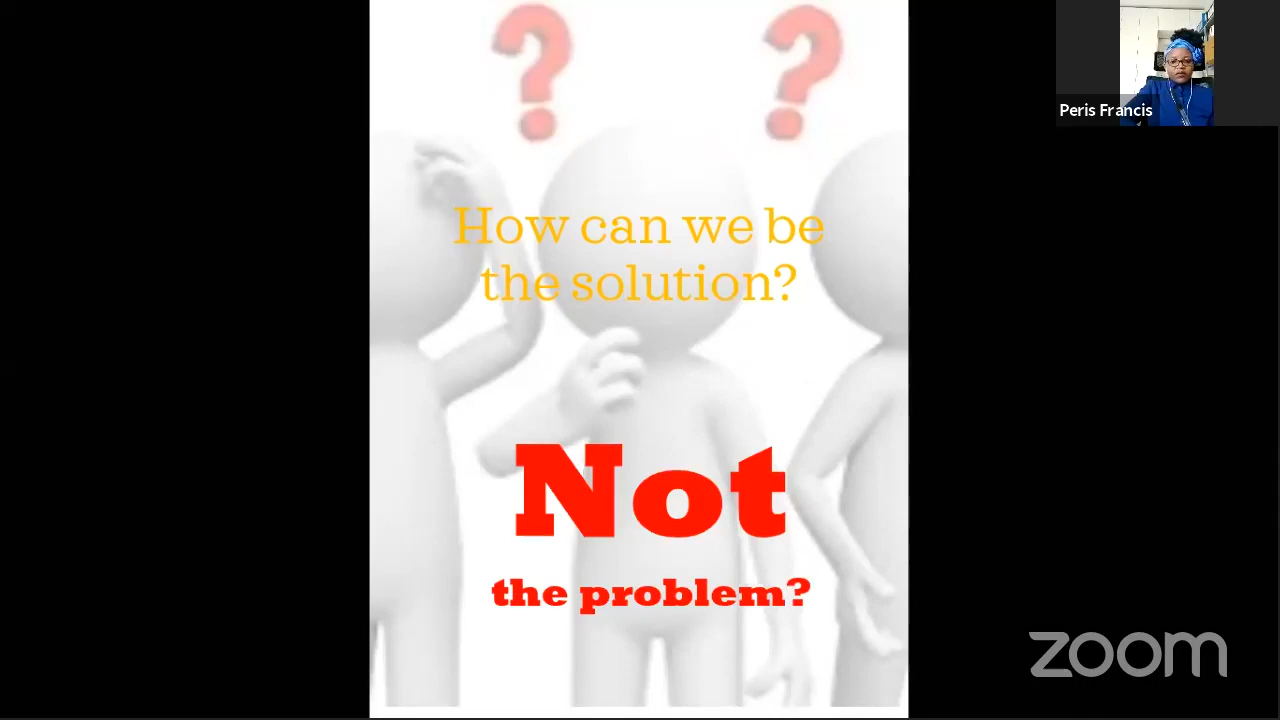 How can we be
the solution?
Not
the problem?
Peris Francis
zoom